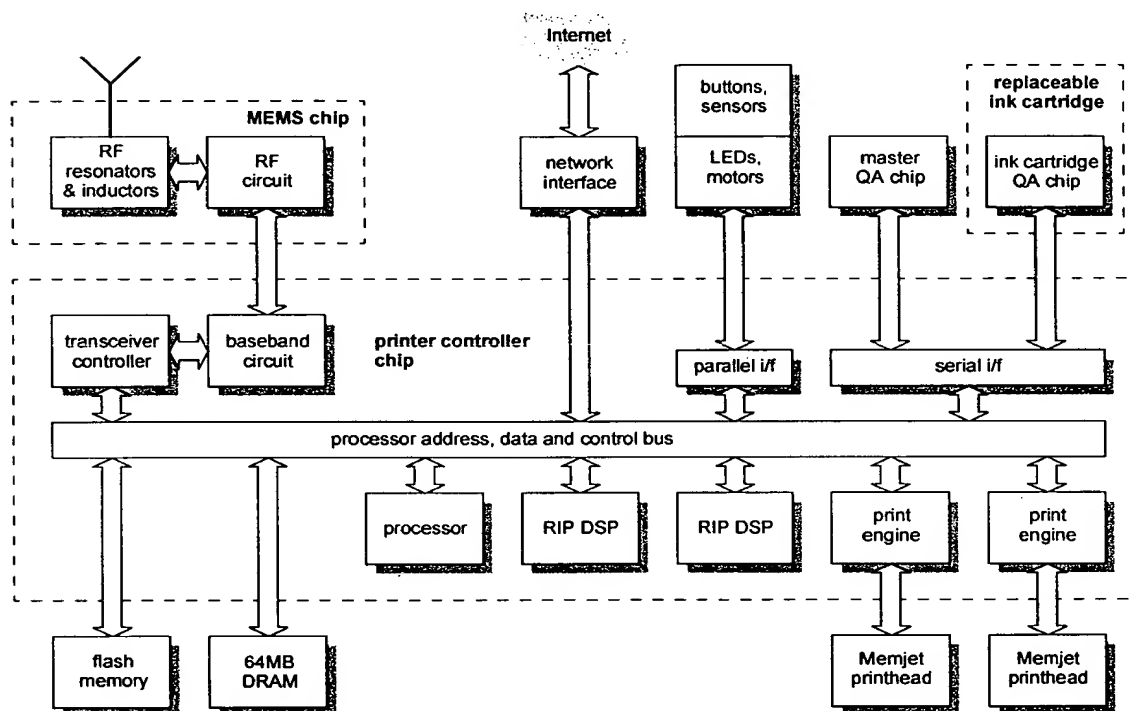 Internet
buttons,
sensors
replaceable
ink cartridge
MEMS chip
RF
resonators
& inductors
RF
circuit
network
interface
LEDs,
motors
master
QA chip
ink cartridge
QA chip
transceiver
controller
baseband
circuit
printer controller
chip
parallel i/f
serial i/f
processor address, data and control bus
processor
RIP DSP
RIP DSP
print
engine
print
engine
flash
memory
64MB
DRAM
Memjet
printhead
Memjet
printhead